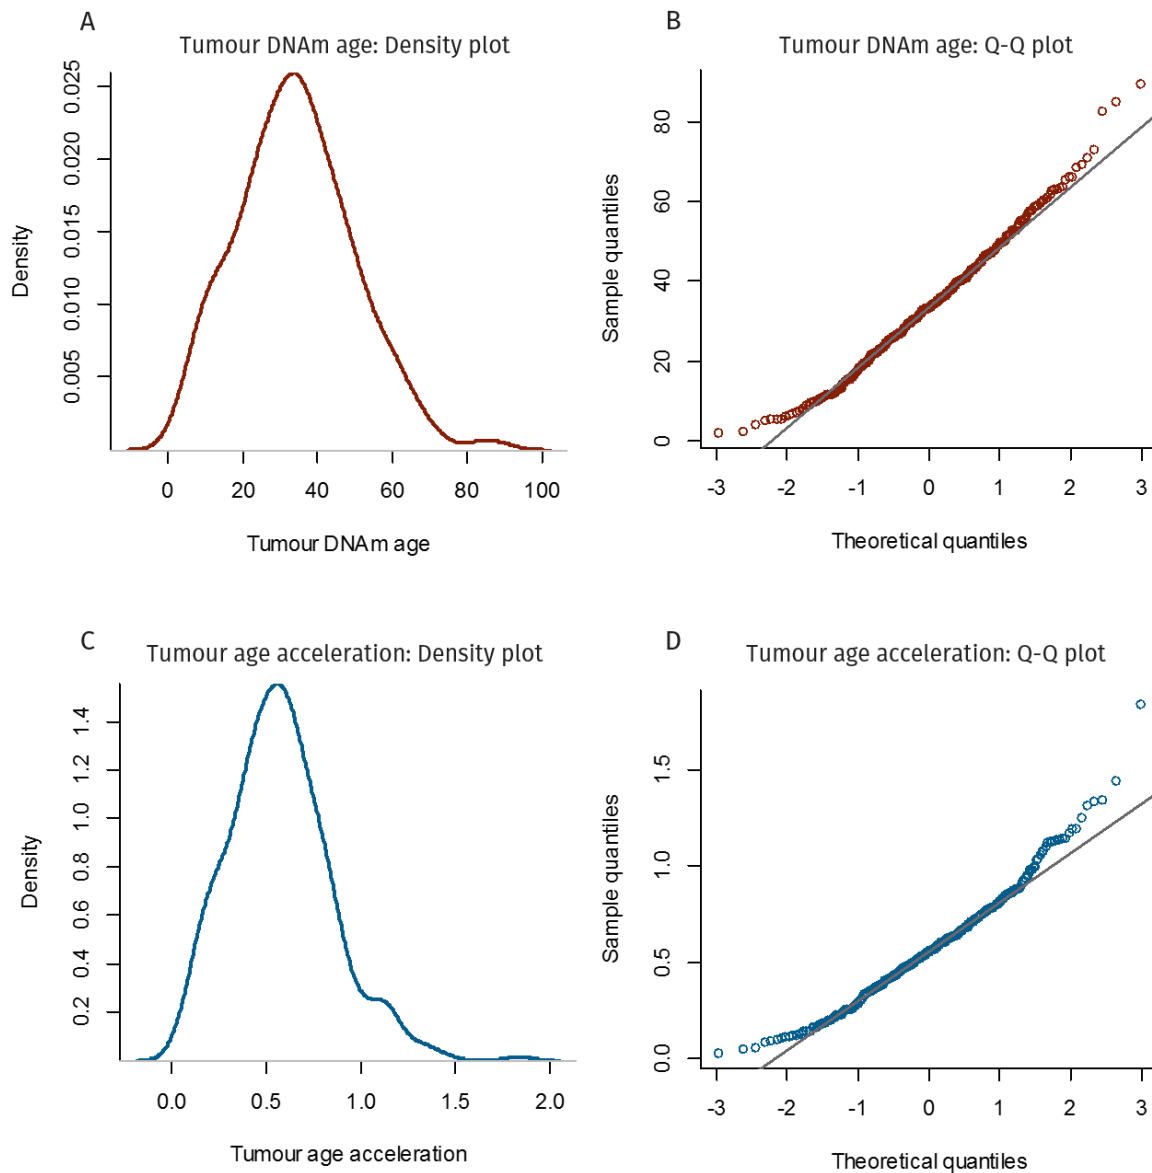 A
Tumour DNAm age: Density plot
Density
0.025
0.020
0.015
0.010
0.005
0 20 40 60 80 100
Tumour DNAm age
B
Tumour DNAm age: Q-Q plot
Sample quantiles
80
60
40
20
0
-3 -2 -1 0 1 2 3
Theoretical quantiles
C
Tumour age acceleration: Density plot
Density
1.4
1.2
1.0
0.8
0.6
0.4
0.2
0.0 0.5 1.0 1.5 2.0
Tumour age acceleration
D
Tumour age acceleration: Q-Q plot
Sample quantiles
1.5
1.0
0.5
0.0
-3 -2 -1 0 1 2 3
Theoretical quantiles